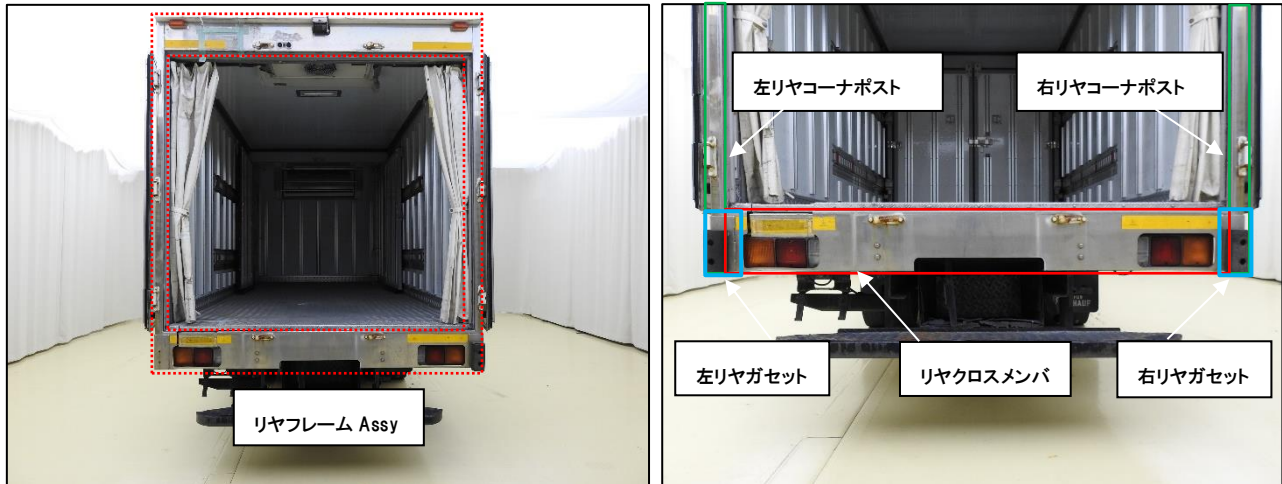 リヤフレーム Assy
左リヤコーナポスト
右リヤコーナポスト
左リヤガセット
リヤクロスメンバ
右リヤガセット